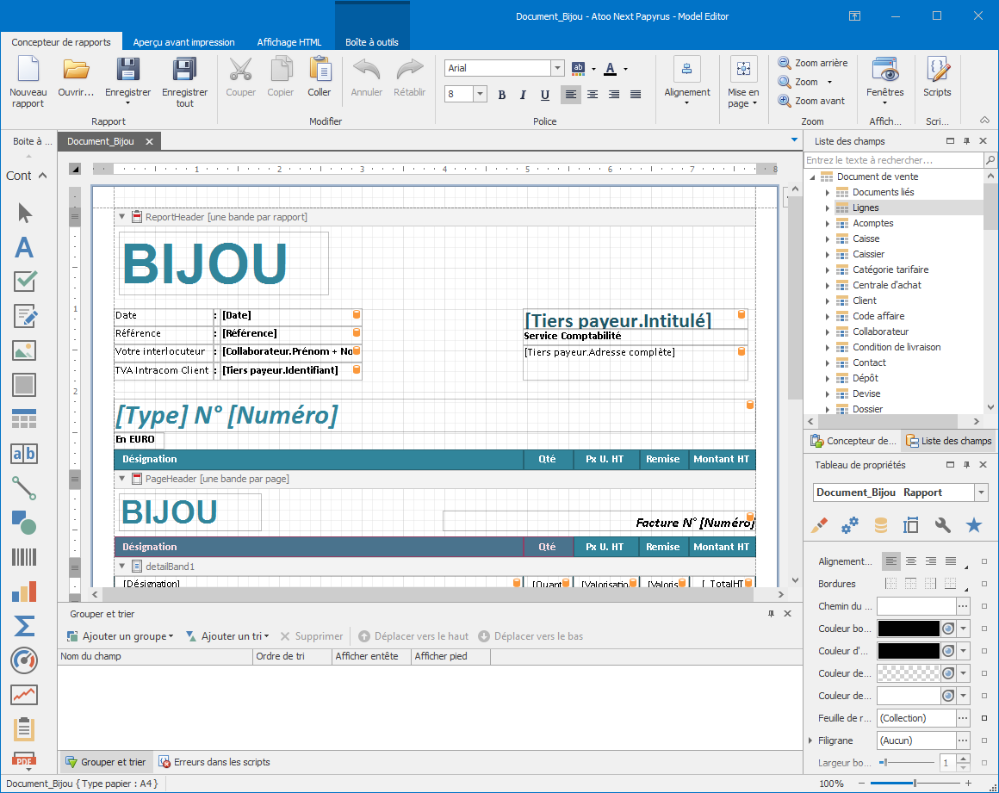 Document_Bijou - Atoo Next Papyrus - Model Editor
Concepteur de rapports Aperçu avant impression Affichage HTML Boîte à outils
Nouveau rapport Ouvrir... Enregistrer Enregistrer tout Couper Copier Coller Annuler Rétablir
Arial
8 B I U
Alignement Mise en page
Zoom arrière
Zoom
Zoom avant
Fenêtres Scripts
Rapport Modifier Police Zoom Affich... Scri...
Boite à ...
Cont
Document_Bijou
1 2 3 4 5 6 7 8
1
2
ReportHeader [une bande par rapport]
BIJOU
Date : [Date]
Référence : [Référence]
Votre interlocuteur : [Collaborateur.Prénom + No
TVA Intracom Client : [Tiers payeur.Identifiant]
[Tiers payeur.Intitulé]
Service Comptabilité
[Tiers payeur.Adresse complète]
[Type] N° [Numéro]
En EURO
Désignation Qté Px U. HT Remise Montant HT
PageHeader [une bande par page]
BIJOU
Facture N° [Numéro]
Désignation Qté Px U. HT Remise Montant HT
detailBand1
[Désignation] [Quant [Valorisatio [Valoris [ TotalHT
Grouper et trier
Ajouter un groupe Ajouter un tri Supprimer Déplacer vers le haut Déplacer vers le bas
Nom du champ Ordre de tri Afficher entête Afficher pied
Grouper et trier Erreurs dans les scripts
Liste des champs
Entrez le texte à rechercher...
Document de vente
Documents liés
Lignes
Acomptes
Caisse
Caissier
Catégorie tarifaire
Centrale d'achat
Client
Code affaire
Collaborateur
Condition de livraison
Contact
Dépôt
Devise
Dossier
Concepteur de... Liste des champs
Tableau de propriétés
Document_Bijou Rapport
Alignement...
Bordures
Chemin du ...
Couleur bo...
Couleur d'...
Couleur de...
Couleur de...
Feuille de r... (Collection)
Filigrane (Aucun)
Largeur bo... 1
A
a b
PDF
Document_Bijou { Type papier : A4 } 100%